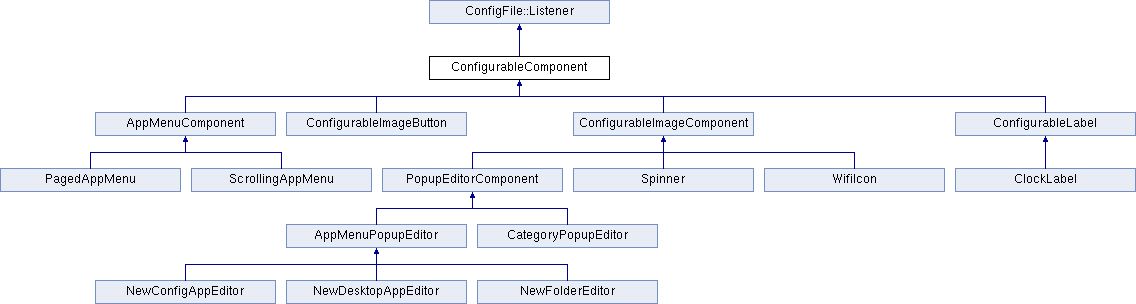 ConfigFile::Listener
ConfigurableComponent
AppMenuComponent
ConfigurableImageButton
ConfigurableImageComponent
ConfigurableLabel
PagedAppMenu
ScrollingAppMenu
PopupEditorComponent
Spinner
WifiIcon
ClockLabel
AppMenuPopupEditor
CategoryPopupEditor
NewConfigAppEditor
NewDesktopAppEditor
NewFolderEditor